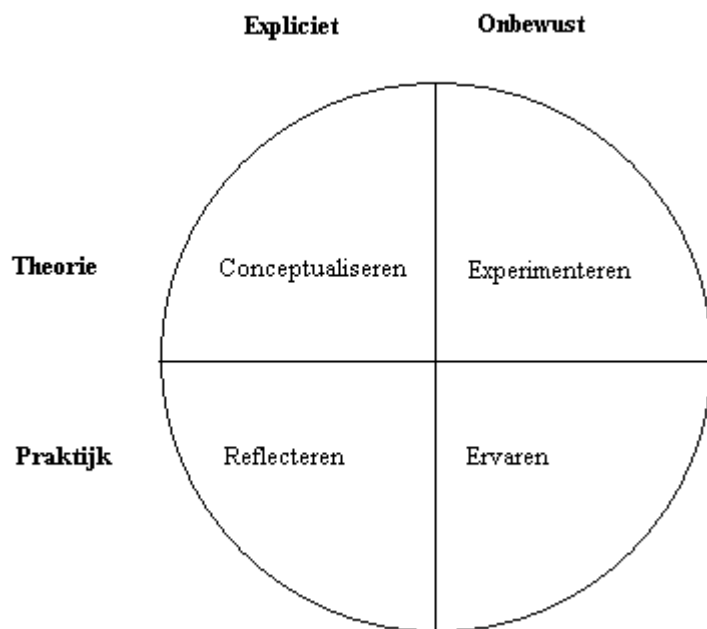 Expliciet Onbewust
Theorie Conceptualiseren Experimenteren
Praktijk Reflecteren Ervaren